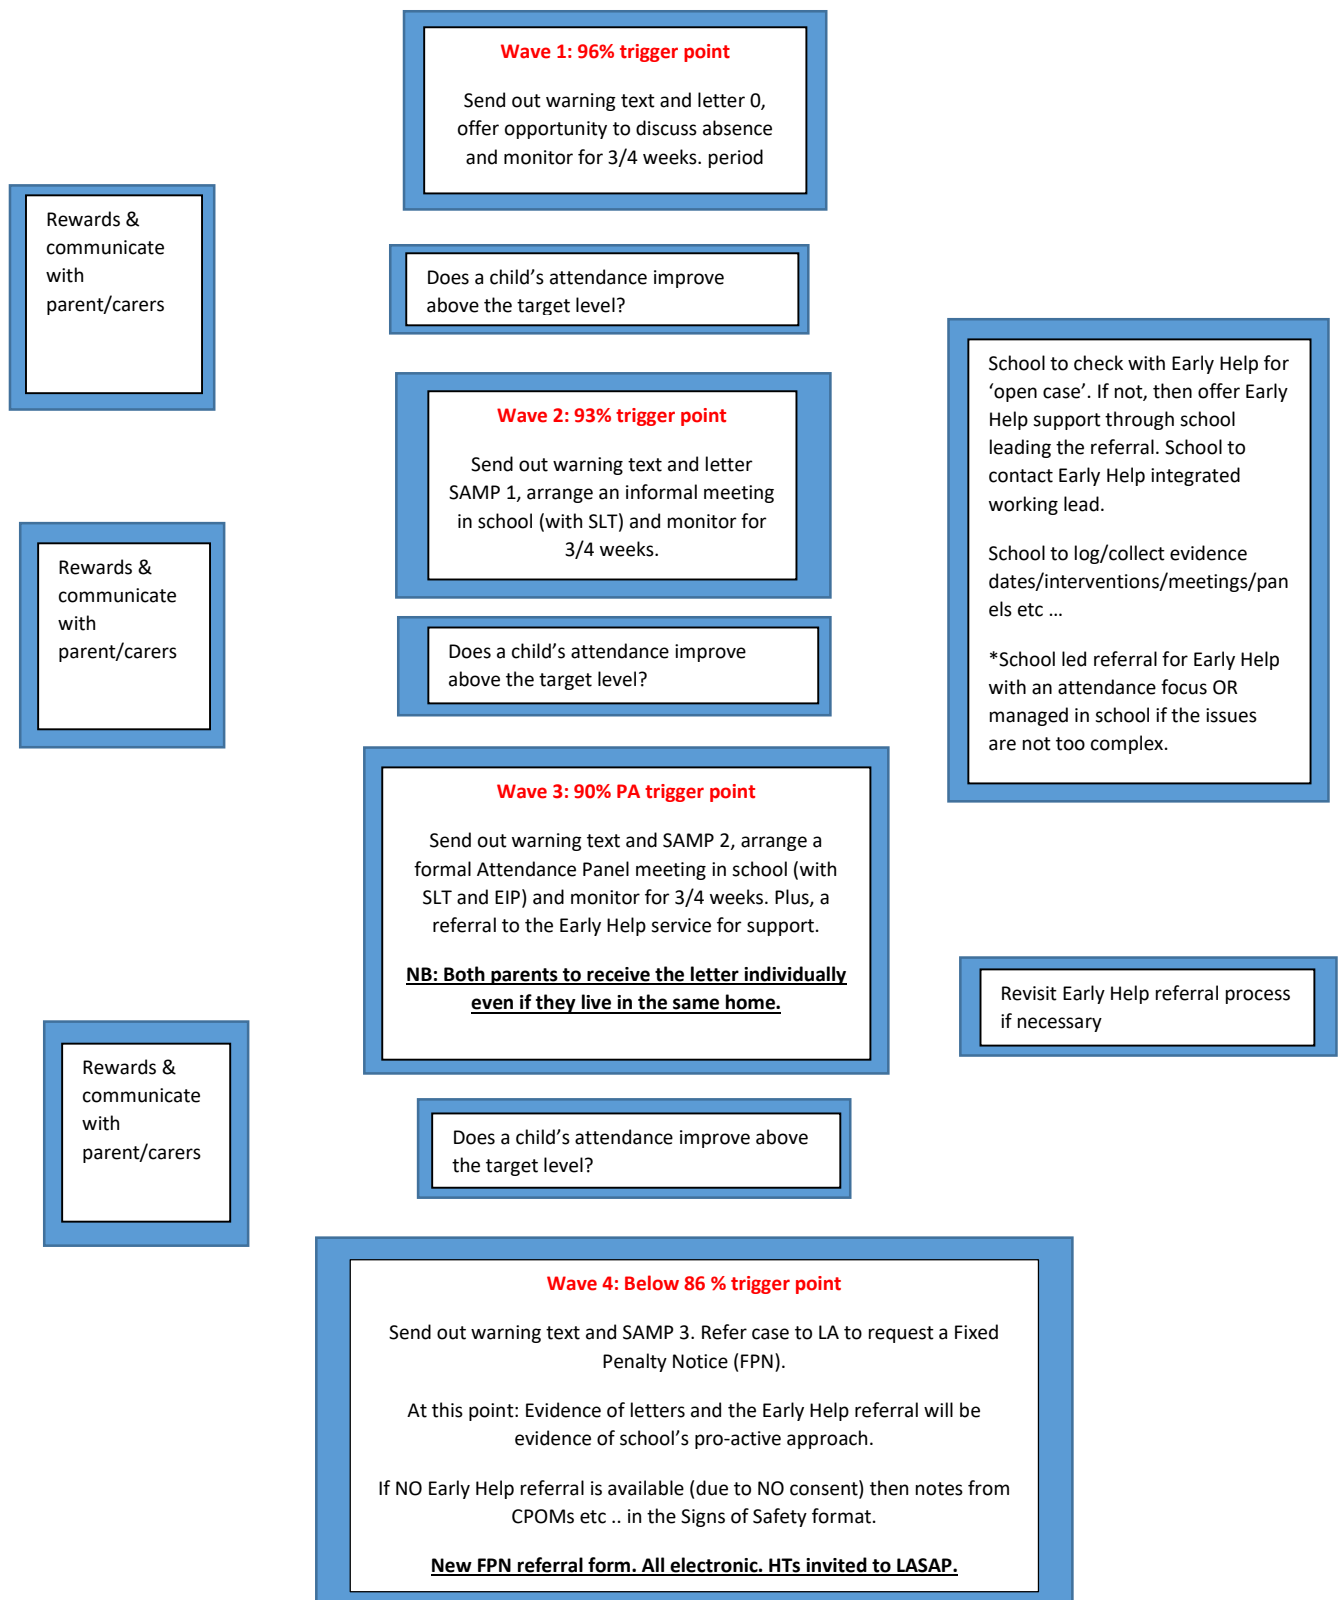 Wave 1: 96% trigger point
Send out warning text and letter 0,
offer opportunity to discuss absence
and monitor for 3/4 weeks. period
Rewards &
communicate
with
parent/carers
Does a child’s attendance improve
above the target level?
School to check with Early Help for
‘open case’. If not, then offer Early
Help support through school
leading the referral. School to
contact Early Help integrated
working lead.
School to log/collect evidence
dates/interventions/meetings/pan
els etc …
*School led referral for Early Help
with an attendance focus OR
managed in school if the issues
are not too complex.
Wave 2: 93% trigger point
Send out warning text and letter
SAMP 1, arrange an informal meeting
in school (with SLT) and monitor for
3/4 weeks.
Rewards &
communicate
with
parent/carers
Does a child’s attendance improve
above the target level?
Wave 3: 90% PA trigger point
Send out warning text and SAMP 2, arrange a
formal Attendance Panel meeting in school (with
SLT and EIP) and monitor for 3/4 weeks. Plus, a
referral to the Early Help service for support.
NB: Both parents to receive the letter individually
even if they live in the same home.
Revisit Early Help referral process
if necessary
Rewards &
communicate
with
parent/carers
Does a child’s attendance improve above
the target level?
Wave 4: Below 86 % trigger point
Send out warning text and SAMP 3. Refer case to LA to request a Fixed
Penalty Notice (FPN).
At this point: Evidence of letters and the Early Help referral will be
evidence of school’s pro-active approach.
If NO Early Help referral is available (due to NO consent) then notes from
CPOMs etc .. in the Signs of Safety format.
New FPN referral form. All electronic. HTs invited to LASAP.